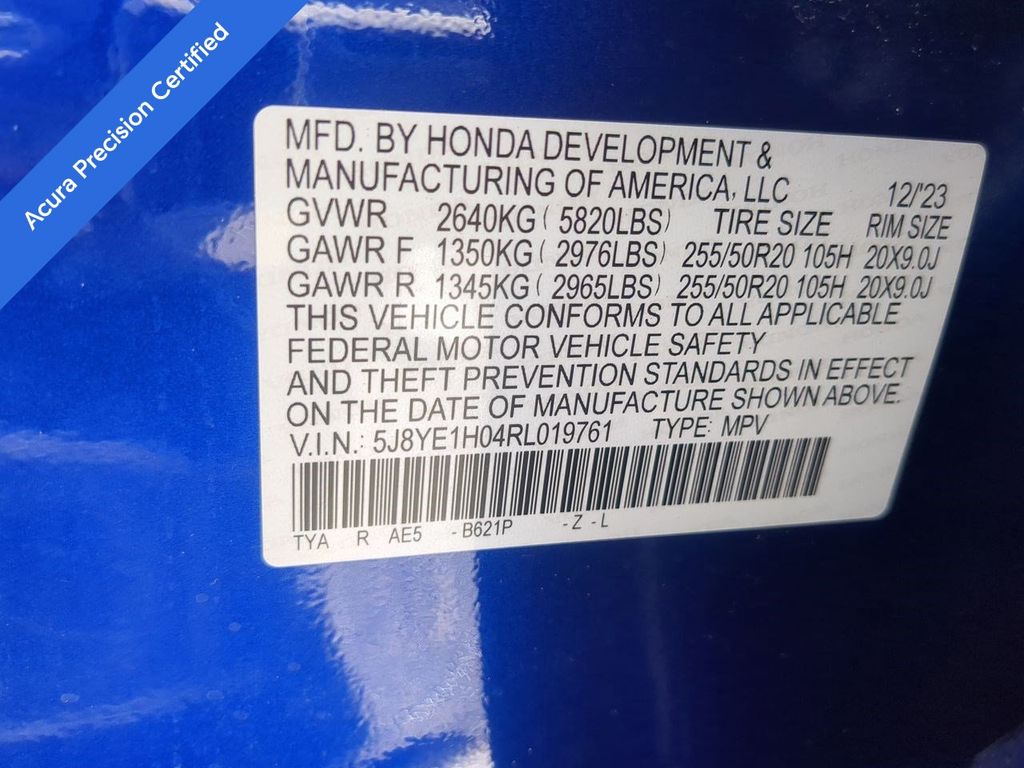 Acura Precision Certified
MFD. BY HONDA DEVELOPMENT &
MANUFACTURING OF AMERICA, LLC 12/'23
GVWR 2640KG ( 5820LBS) TIRE SIZE RIM SIZE
GAWR F 1350KG ( 2976LBS) 255/50R20 105H 20X9.0J
GAWR R 1345KG ( 2965LBS) 255/50R20 105H 20X9.0J
THIS VEHICLE CONFORMS TO ALL APPLICABLE
FEDERAL MOTOR VEHICLE SAFETY
AND THEFT PREVENTION STANDARDS IN EFFECT
ON THE DATE OF MANUFACTURE SHOWN ABOVE.
V.I.N.: 5J8YE1H04RL019761 TYPE: MPV
TYA R AE5 - B621P - Z - L